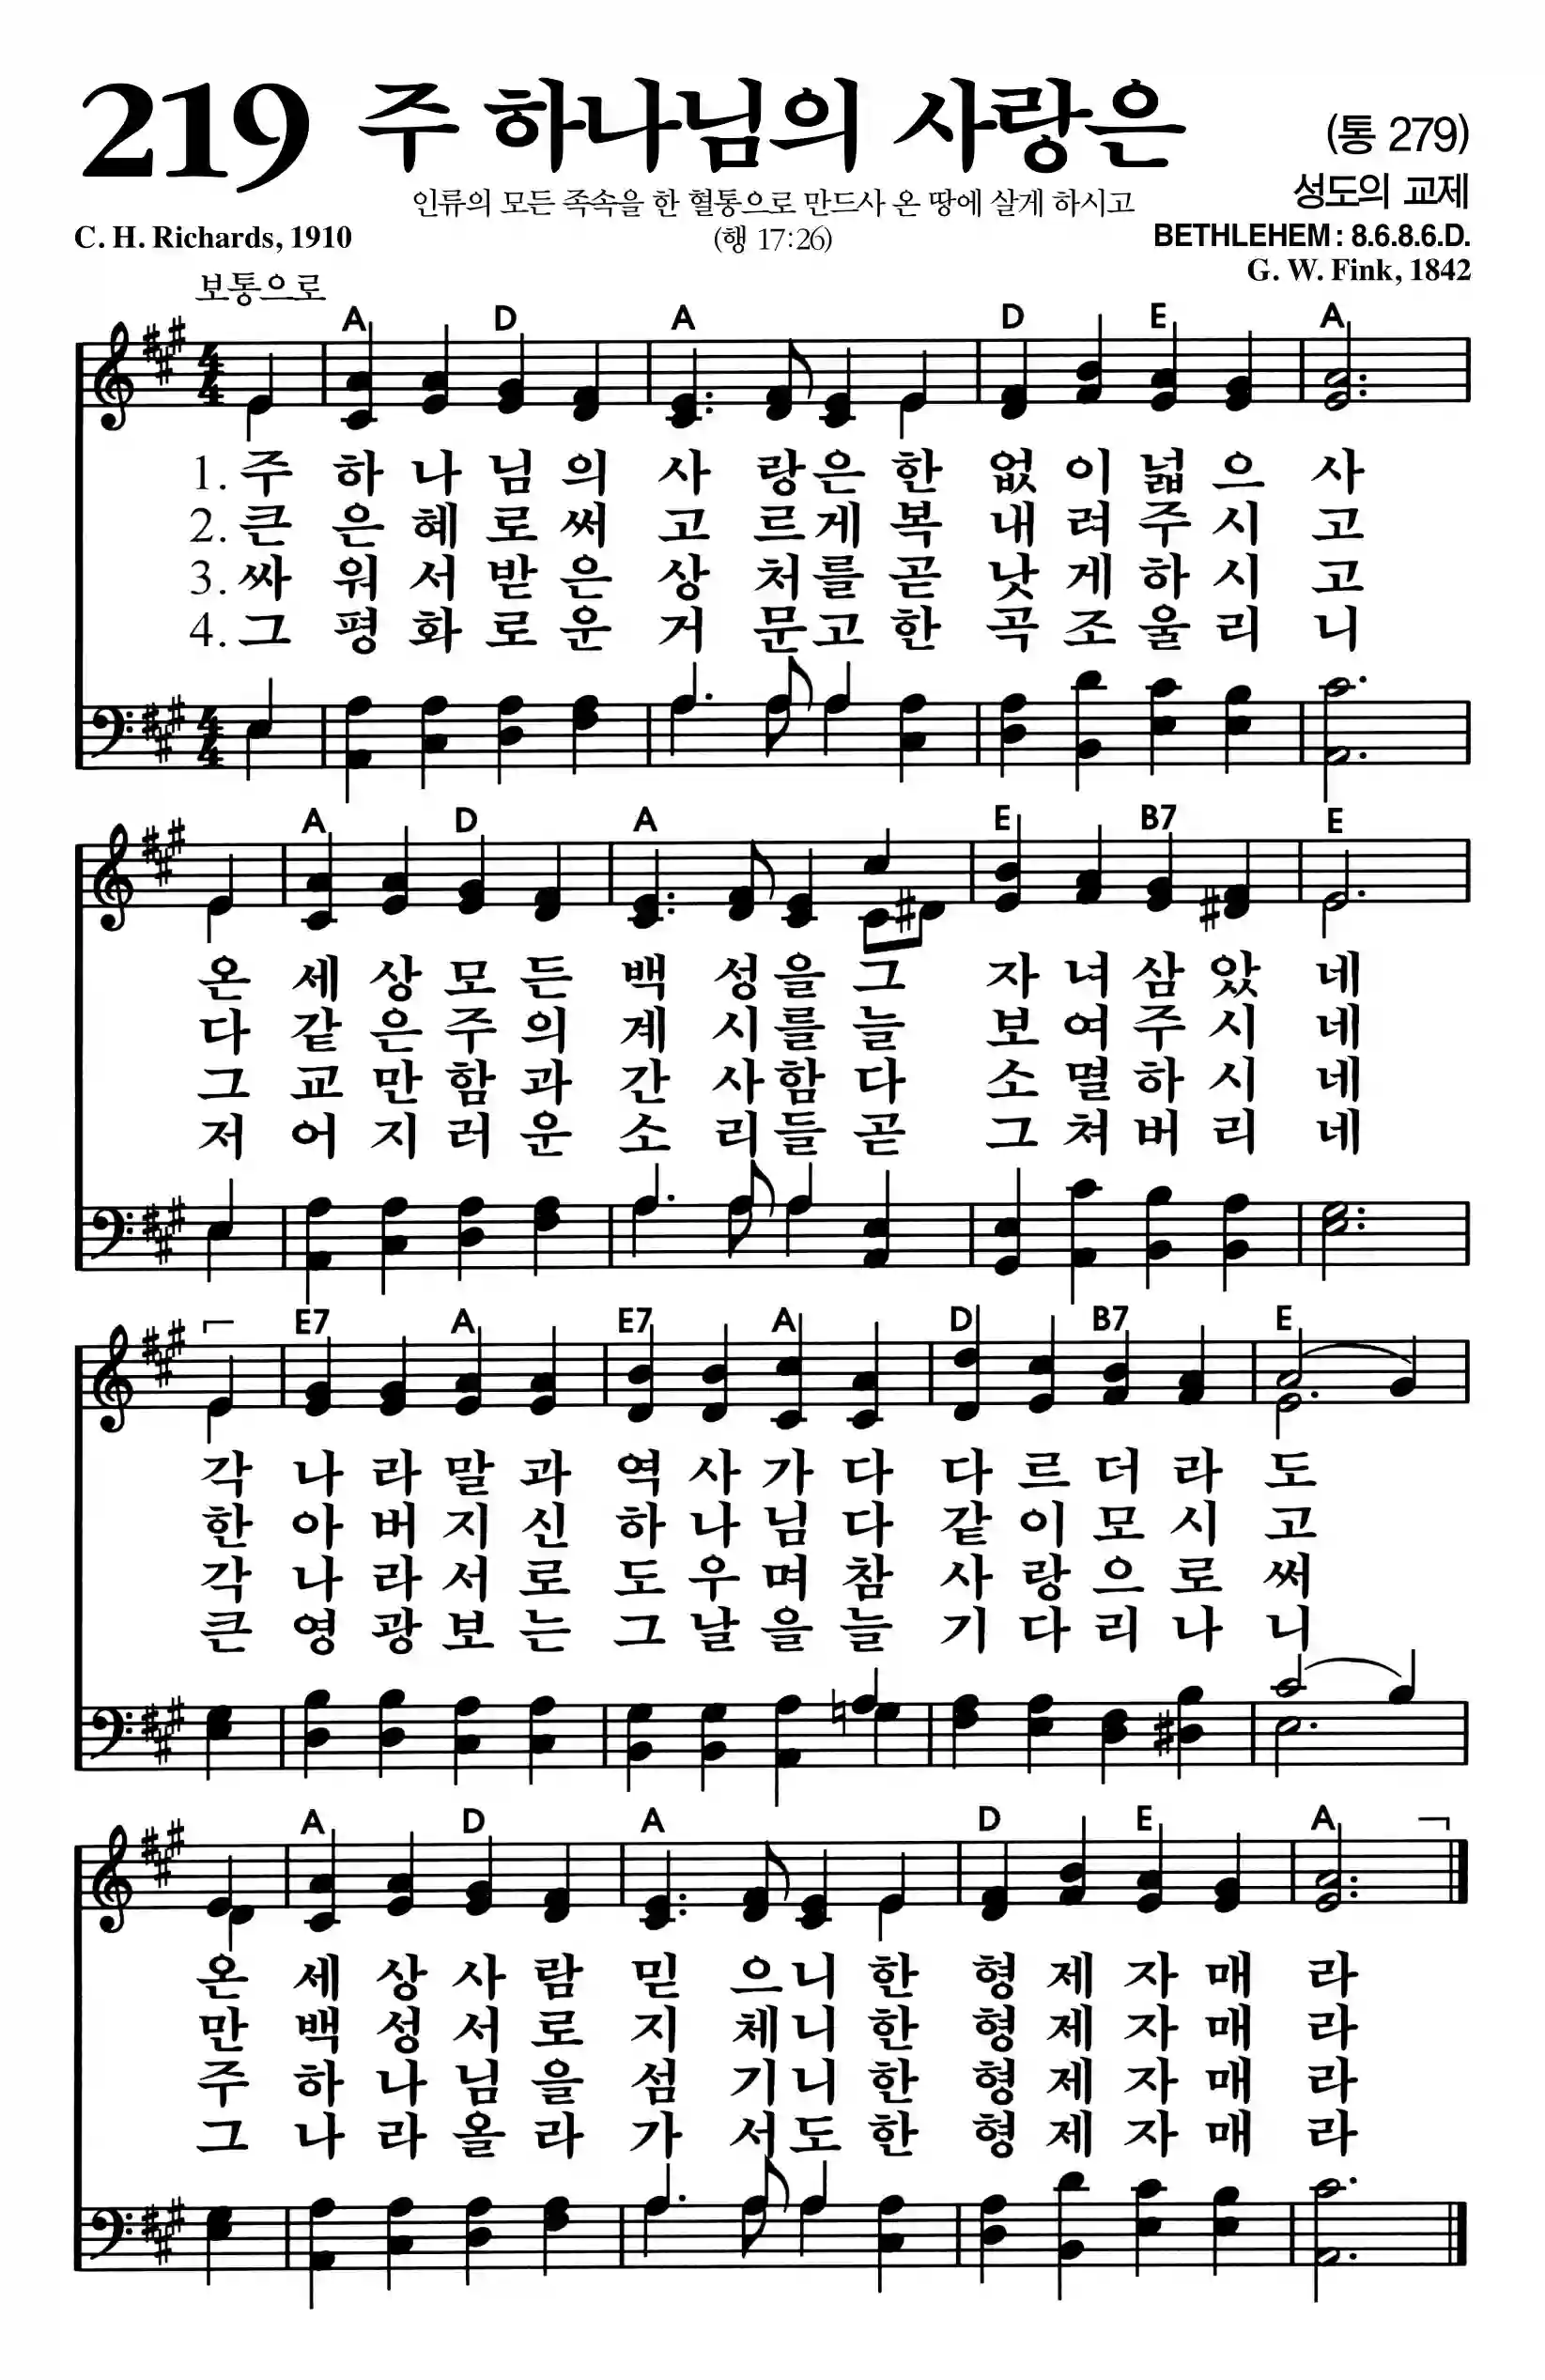 219 주 하나님의 사랑은 (통 279)
인류의 모든 족속을 한 혈통으로 만드사 온 땅에 살게 하시고 성도의 교제
C. H. Richards, 1910 (행 17:26) BETHLEHEM : 8.6.8.6.D.
G. W. Fink, 1842
보통으로
A D A D E A
4 4
1. 주 하 나 님 의 사 랑은 한 없 이 넓 으 사
2. 큰 은 혜 로 써 고 르게 복 내 려 주 시 고
3. 싸 워 서 받 은 상 처를 곧 낫 게 하 시 고
4. 그 평 화 로 운 거 문고 한 곡 조 울 리 니
4 4
A D A E B7 E
온 세 상 모 든 백 성을 그 자 녀 삼 았 네
다 같 은 주 의 계 시를 늘 보 여 주 시 네
그 교 만 함 과 간 사함 다 소 멸 하 시 네
저 어 지 러 운 소 리들 곧 그 쳐 버 리 네
E7 A E7 A D B7 E
각 나 라 말 과 역 사 가 다 다 르 더 라 도
한 아 버 지 신 하 나 님 다 같 이 모 시 고
각 나 라 서 로 도 우 며 참 사 랑 으 로 써
큰 영 광 보 는 그 날 을 늘 기 다 리 나 니
A D A D E A
온 세 상 사 람 믿 으니 한 형 제 자 매 라
만 백 성 서 로 지 체니 한 형 제 자 매 라
주 하 나 님 을 섬 기니 한 형 제 자 매 라
그 나 라 올 라 가 서도 한 형 제 자 매 라